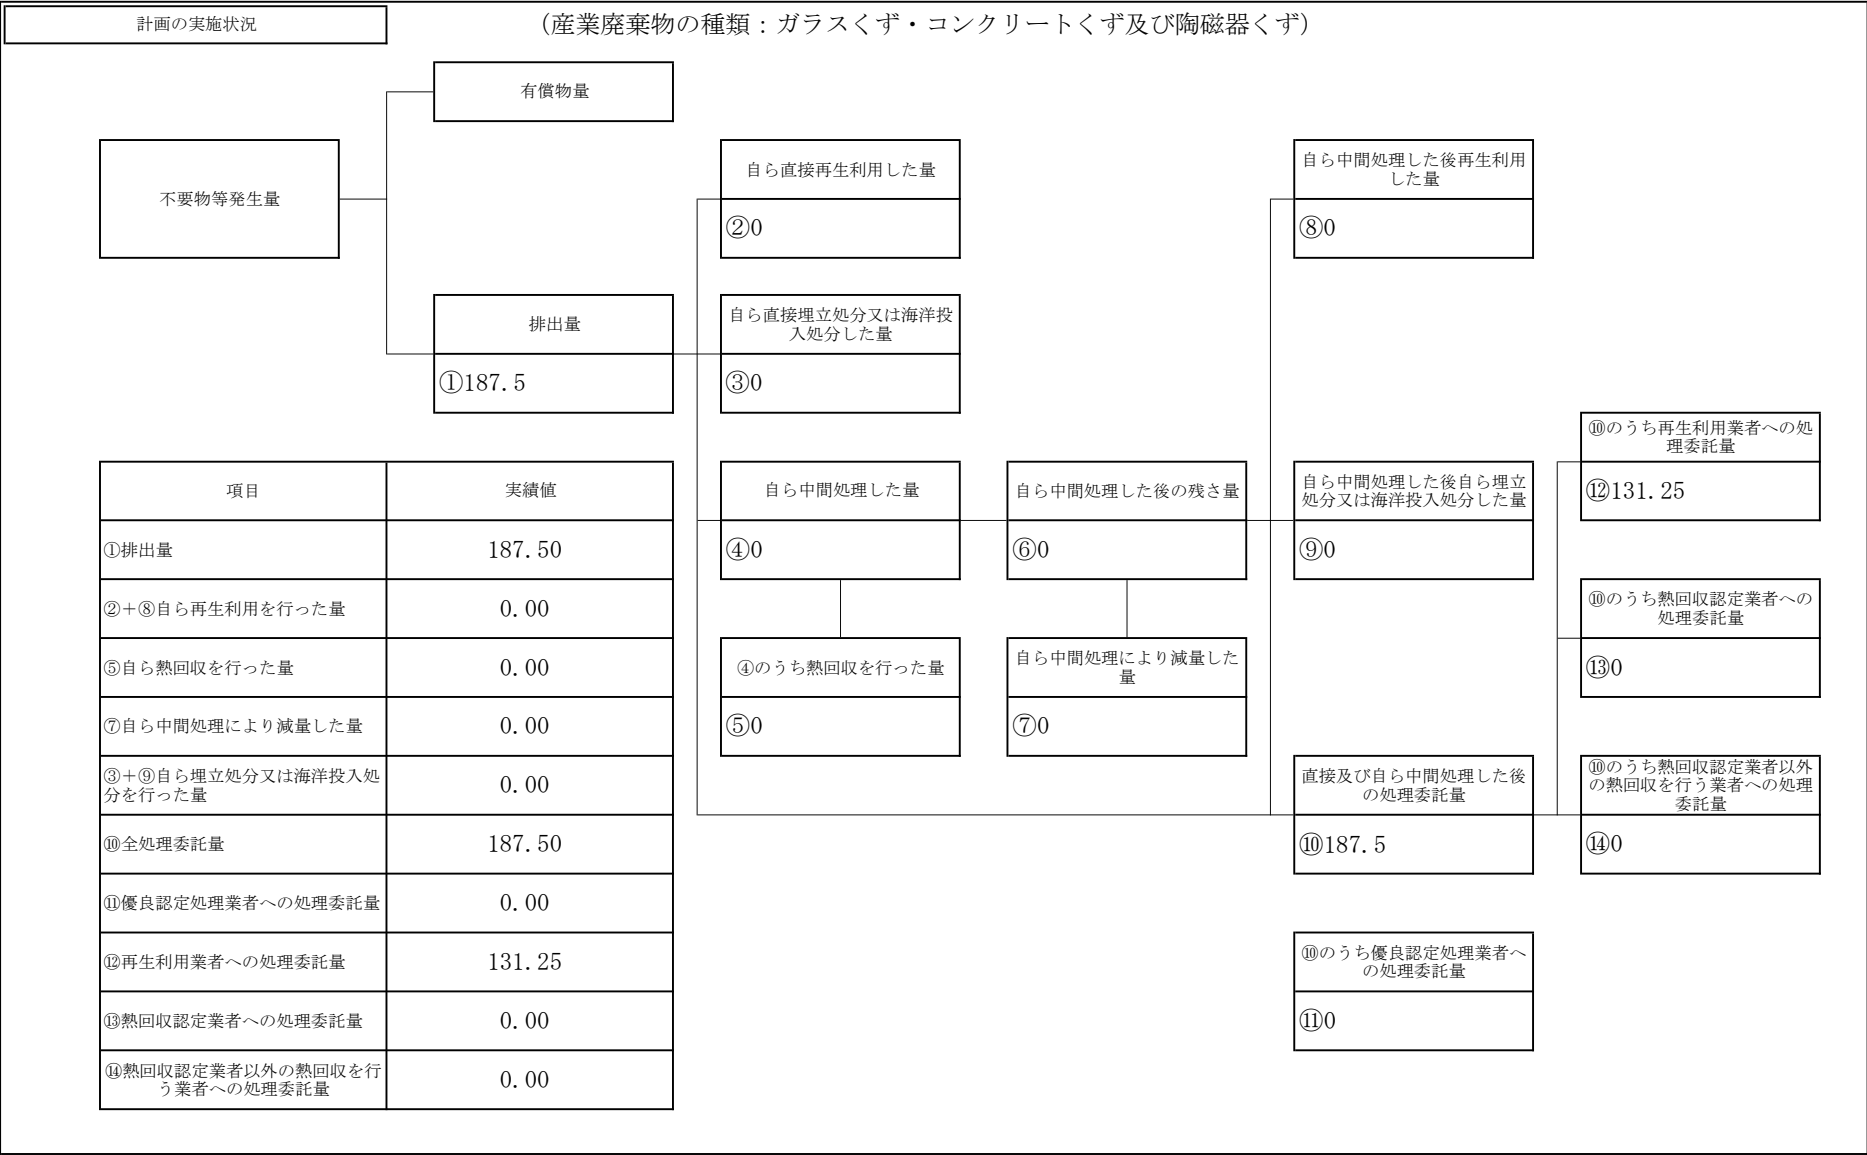 計画の実施状況
（産業廃棄物の種類：ガラスくず・コンクリートくず及び陶磁器くず）
有償物量
不要物等発生量
自ら直接再生利用した量
②0
自ら中間処理した後再生利用
した量
⑧0
排出量
①187.5
自ら直接埋立処分又は海洋投
入処分した量
③0
⑩のうち再生利用業者への処
理委託量
⑫131.25
自ら中間処理した量
④0
自ら中間処理した後の残さ量
⑥0
自ら中間処理した後自ら埋立
処分又は海洋投入処分した量
⑨0
⑩のうち熱回収認定業者への
処理委託量
⑬0
④のうち熱回収を行った量
⑤0
自ら中間処理により減量した
量
⑦0
直接及び自ら中間処理した後
の処理委託量
⑩187.5
⑩のうち熱回収認定業者以外
の熱回収を行う業者への処理
委託量
⑭0
⑩のうち優良認定処理業者へ
の処理委託量
⑪0
項目 実績値
①排出量 187.50
②＋⑧自ら再生利用を行った量 0.00
⑤自ら熱回収を行った量 0.00
⑦自ら中間処理により減量した量 0.00
③＋⑨自ら埋立処分又は海洋投入処
分を行った量 0.00
⑩全処理委託量 187.50
⑪優良認定処理業者への処理委託量 0.00
⑫再生利用業者への処理委託量 131.25
⑬熱回収認定業者への処理委託量 0.00
⑭熱回収認定業者以外の熱回収を行
う業者への処理委託量 0.00